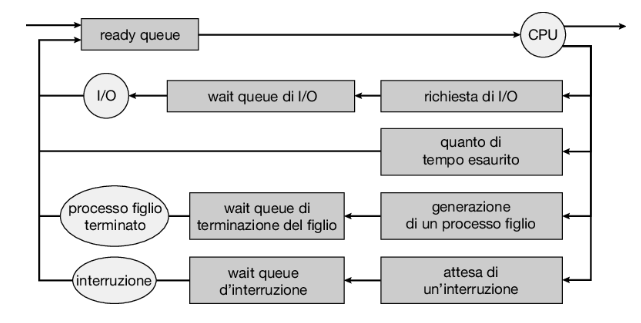 ready queue
CPU
I/O
wait queue di I/O
richiesta di I/O
quanto di
tempo esaurito
processo figlio
terminato
wait queue di
terminazione del figlio
generazione
di un processo figlio
interruzione
wait queue
d'interruzione
attesa di
un'interruzione